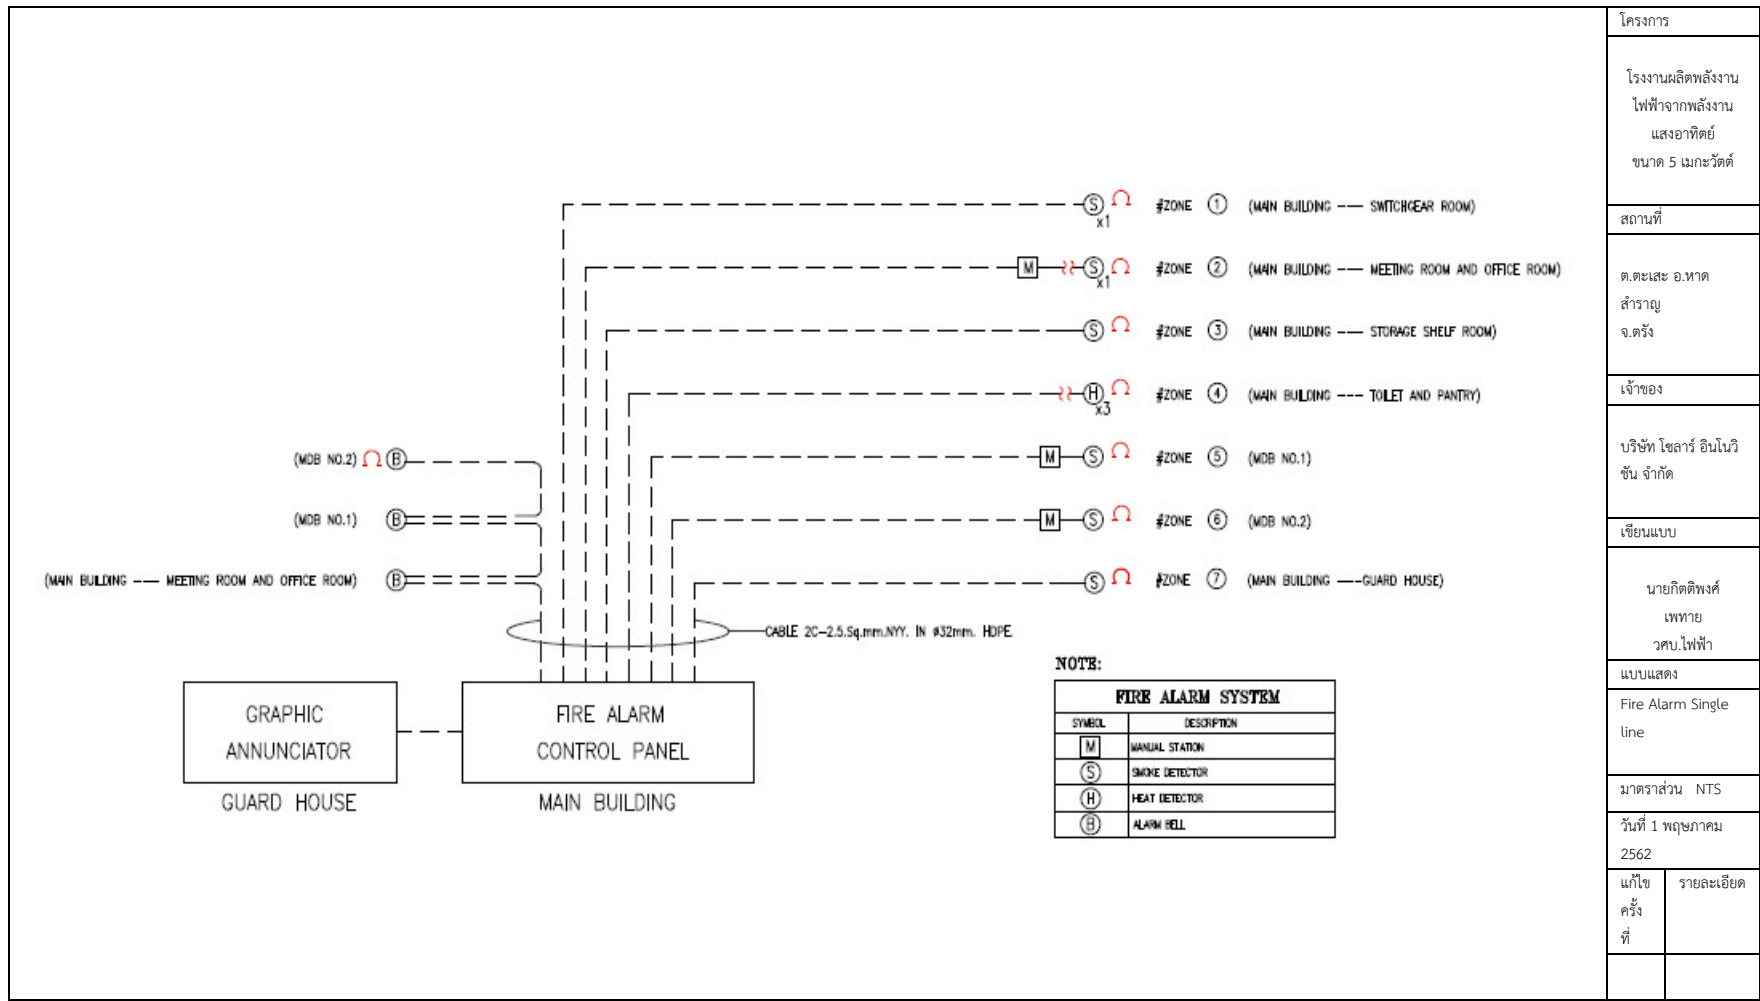 S Ω #ZONE 1 (MAIN BUILDING --- SWITCHGEAR ROOM)
x1
M S Ω #ZONE 2 (MAIN BUILDING --- MEETING ROOM AND OFFICE ROOM)
x1
S Ω #ZONE 3 (MAIN BUILDING --- STORAGE SHELF ROOM)
H Ω #ZONE 4 (MAIN BUILDING --- TOILET AND PANTRY)
x3
(MDB NO.2) Ω B
M S Ω #ZONE 5 (MDB NO.1)
(MDB NO.1) B
M S Ω #ZONE 6 (MDB NO.2)
(MAIN BUILDING --- MEETING ROOM AND OFFICE ROOM) B
S Ω #ZONE 7 (MAIN BUILDING ---GUARD HOUSE)
CABLE 2C-2.5.Sq.mm.NYY. IN ø32mm. HDPE.
GRAPHIC
ANNUNCIATOR
GUARD HOUSE
FIRE ALARM
CONTROL PANEL
MAIN BUILDING
NOTE:
FIRE ALARM SYSTEM
SYMBOL DESCRIPTION
M MANUAL STATION
S SMOKE DETECTOR
H HEAT DETECTOR
B ALARM BELL
โครงการ
โรงงานผลิตพลังงาน
ไฟฟ้าจากพลังงาน
แสงอาทิตย์
ขนาด 5 เมกะวัตต์
สถานที่
ต.ตะเสะ อ.หาด
สำราญ
จ.ตรัง
เจ้าของ
บริษัท โซลาร์ อินโนวิ
ชัน จำกัด
เขียนแบบ
นายกิตติพงศ์
เพทาย
วศบ.ไฟฟ้า
แบบแสดง
Fire Alarm Single
line
มาตราส่วน NTS
วันที่ 1 พฤษภาคม
2562
แก้ไข รายละเอียด
ครั้ง
ที่